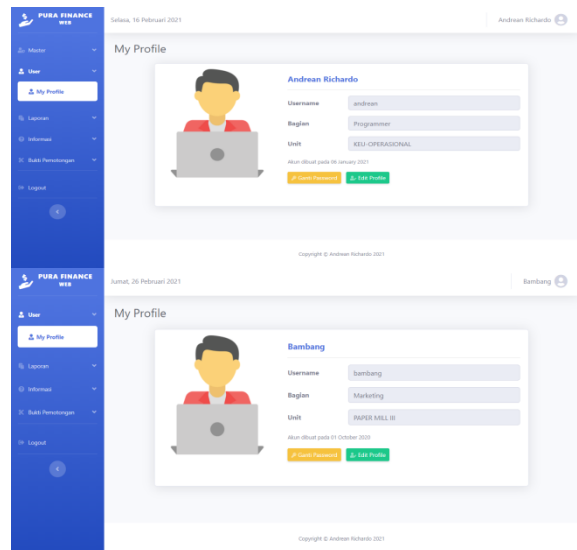 PURA FINANCE
WEB
Selasa, 16 Pebruari 2021
Andrean Richardo
Master
User
My Profile
Laporan
Informasi
Bukti Pemotongan
Logout
My Profile
Andrean Richardo
Username andrean
Bagian Programmer
Unit KEU-OPERASIONAL
Akun dibuat pada 06 January 2021
Ganti Password Edit Profile
Copyright © Andrean Richardo 2021
PURA FINANCE
WEB
Jumat, 26 Pebruari 2021
Bambang
User
My Profile
Laporan
Informasi
Bukti Pemotongan
Logout
My Profile
Bambang
Username bambang
Bagian Marketing
Unit PAPER MILL III
Akun dibuat pada 01 October 2020
Ganti Password Edit Profile
Copyright © Andrean Richardo 2021